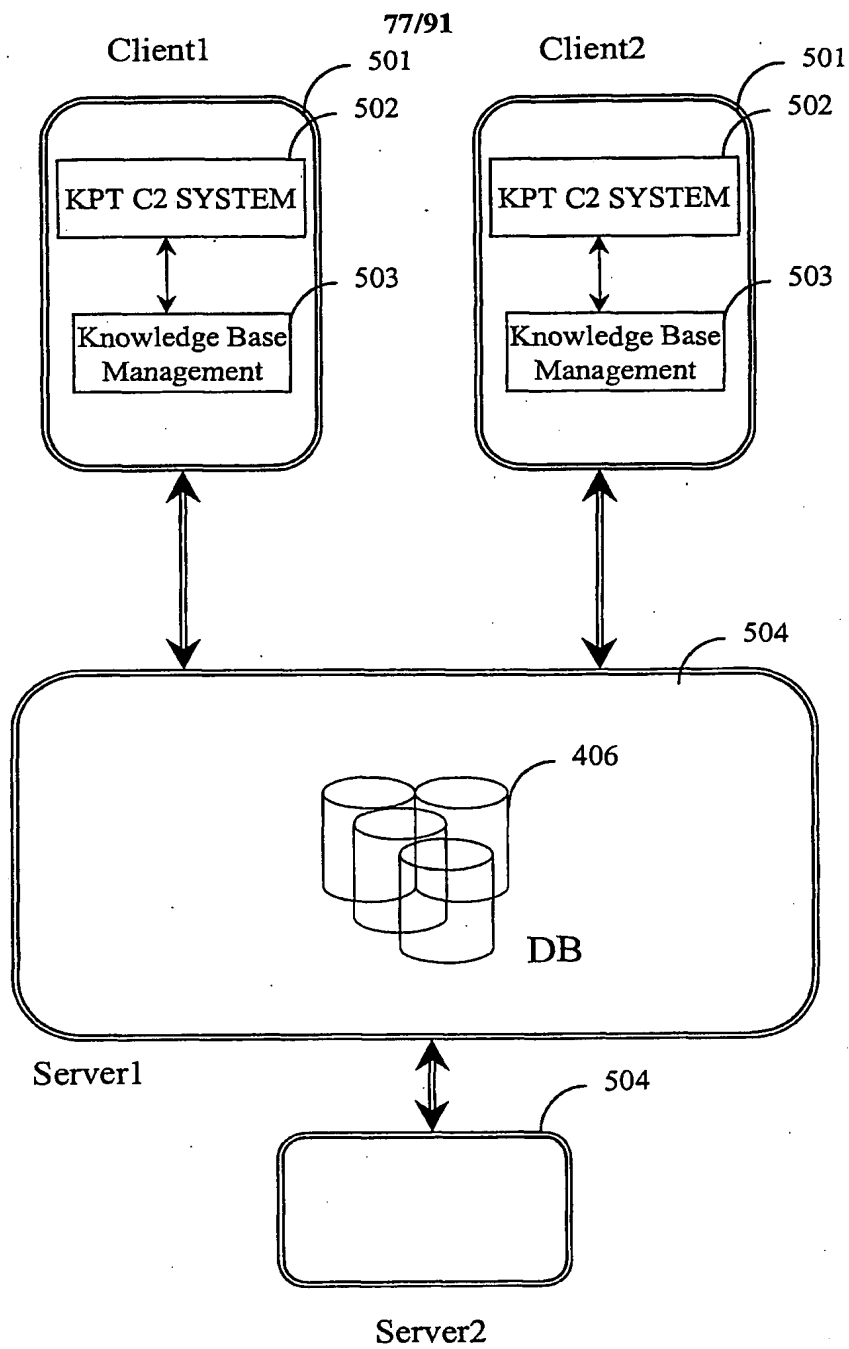 77/91
Client1
Client2
501
501
502
502
KPT C2 SYSTEM
KPT C2 SYSTEM
503
503
Knowledge Base
Management
Knowledge Base
Management
504
406
DB
Server1
504
Server2